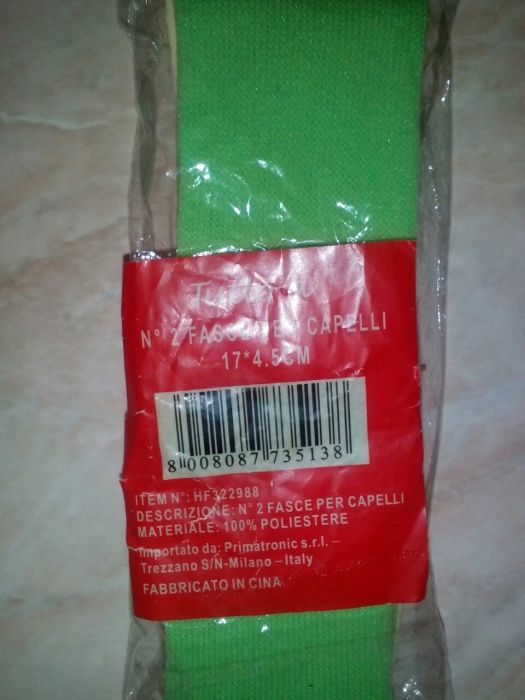 N° 2 FASCE PER CAPELLI
17*4.5CM
8 008087 735138
ITEM N°: HF322988
DESCRIZIONE: N° 2 FASCE PER CAPELLI
MATERIALE: 100% POLIESTERE
Importato da: Primatronic s.r.l. –
Trezzano S/N-Milano – Italy
FABBRICATO IN CINA